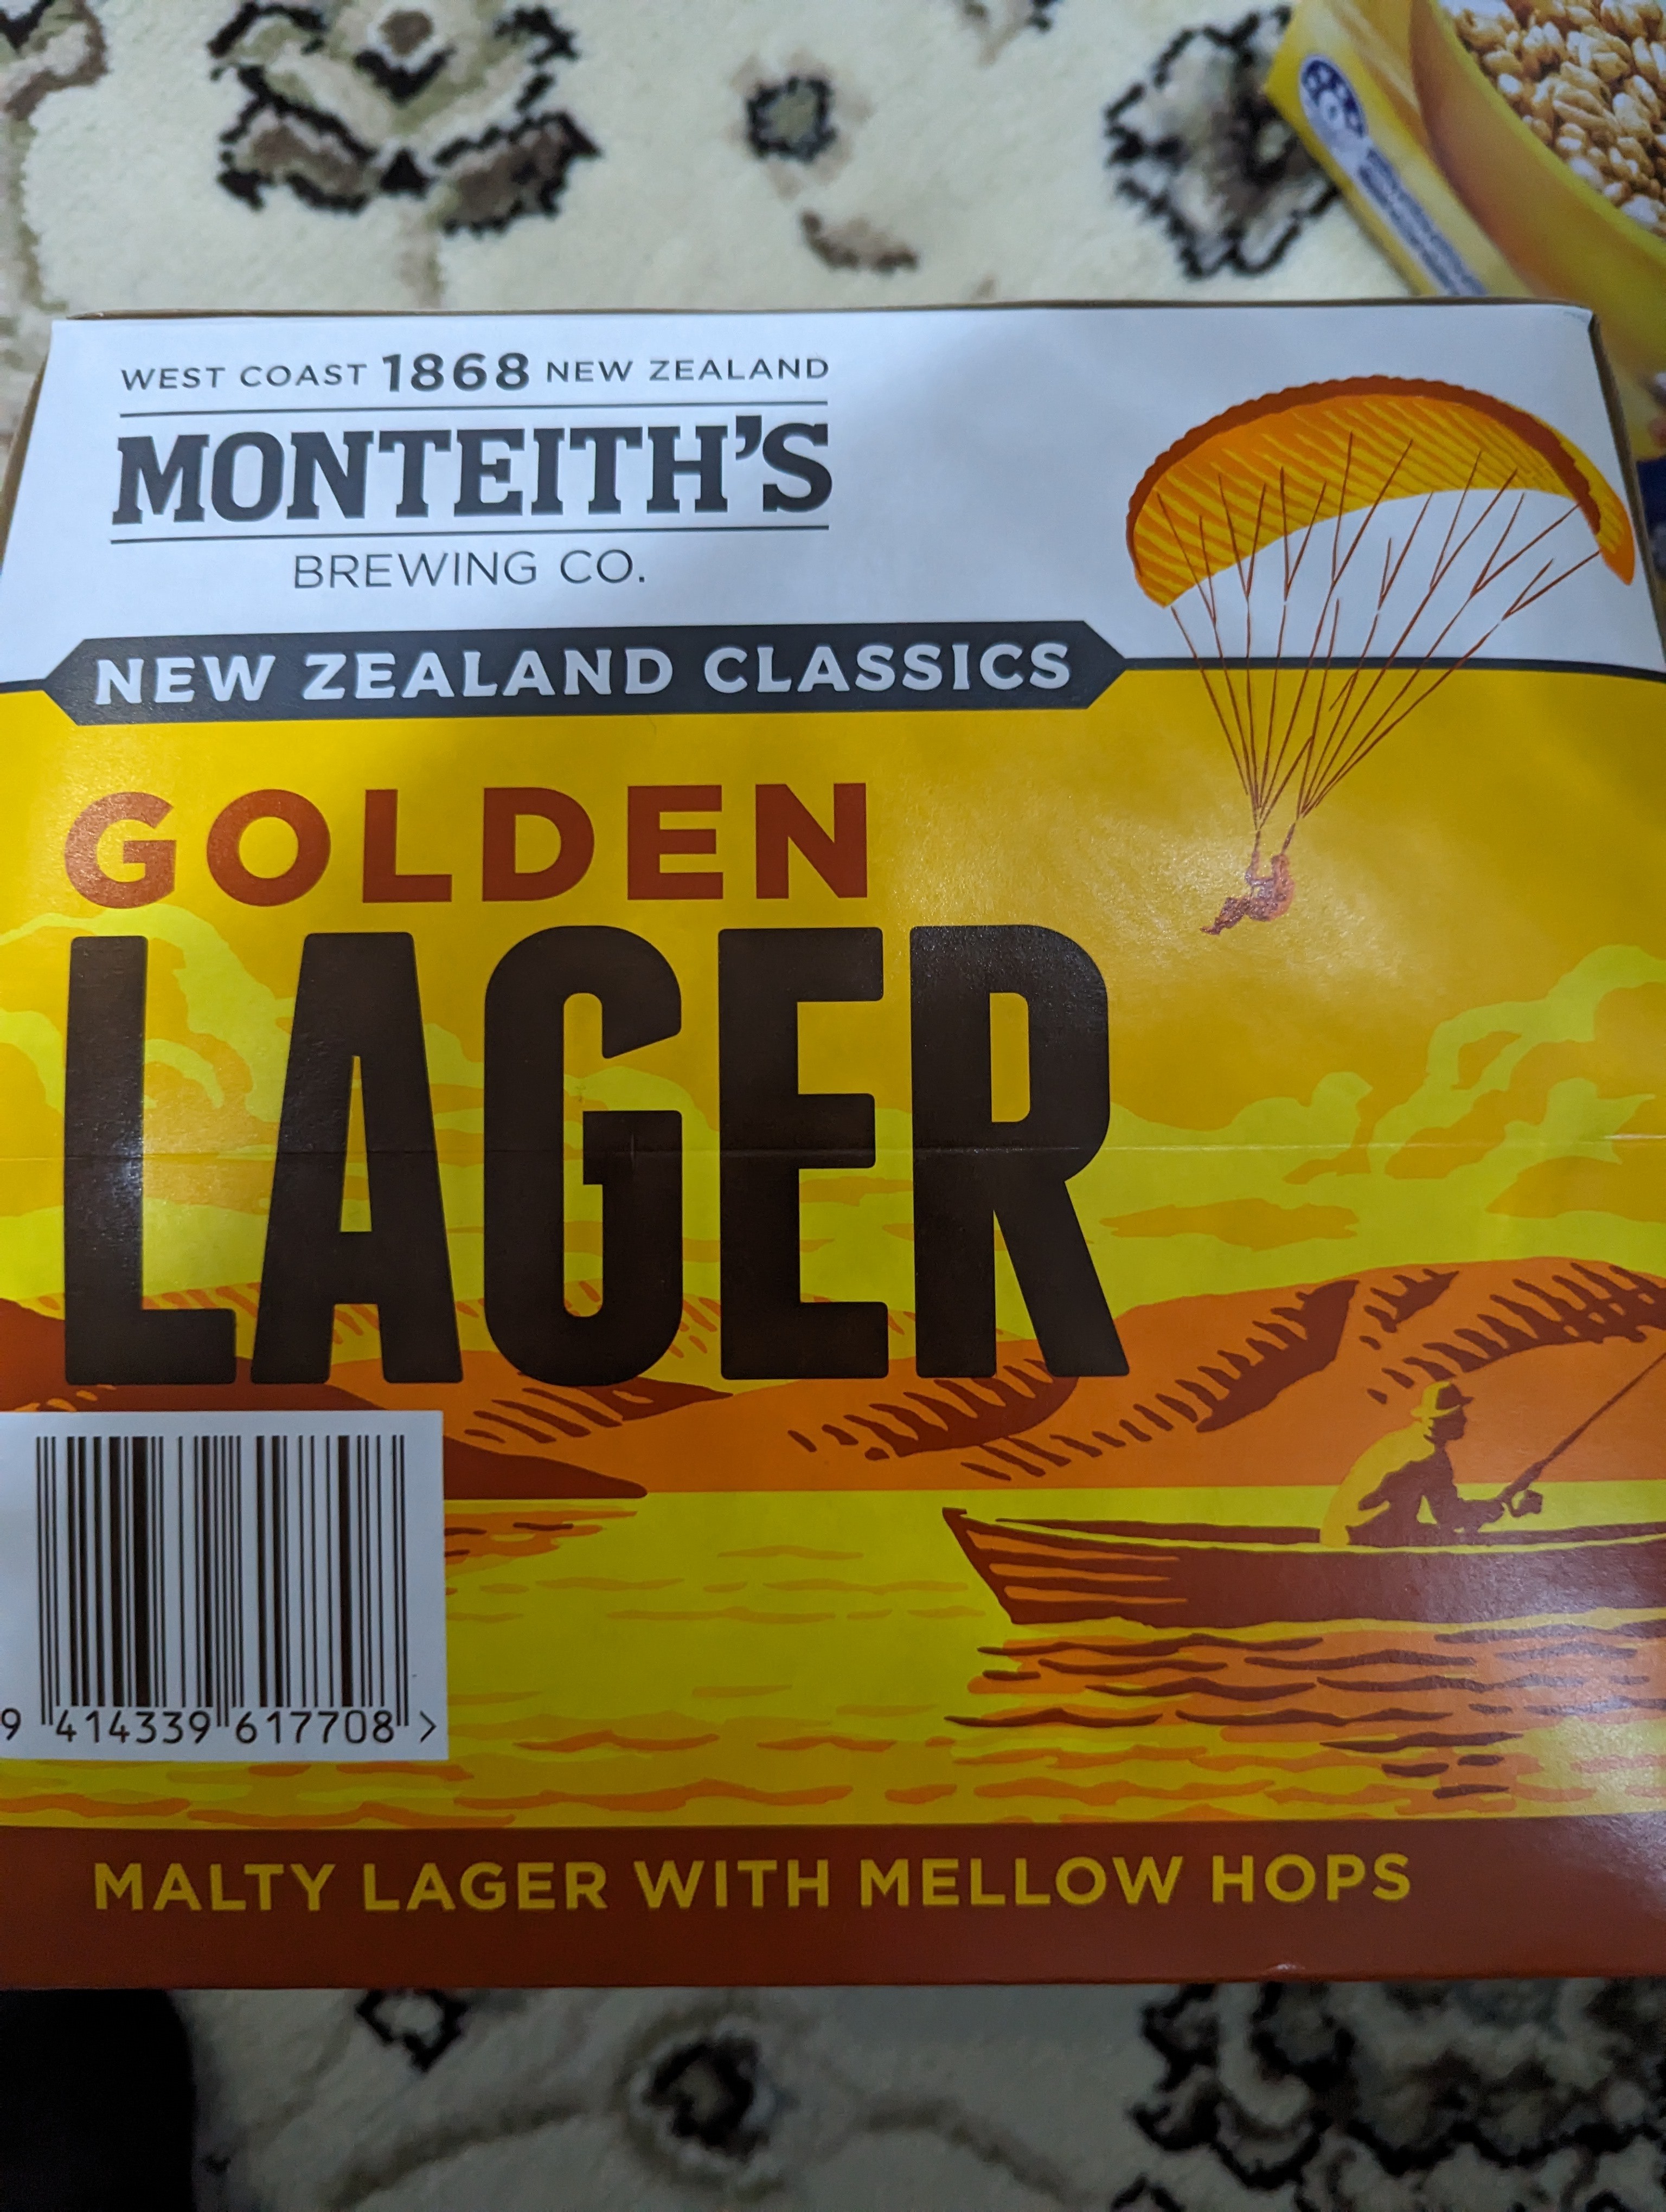 WEST COAST 1868 NEW ZEALAND
MONTEITH'S
BREWING CO.
NEW ZEALAND CLASSICS
GOLDEN
LAGER
9 414339 617708 >
MALTY LAGER WITH MELLOW HOPS